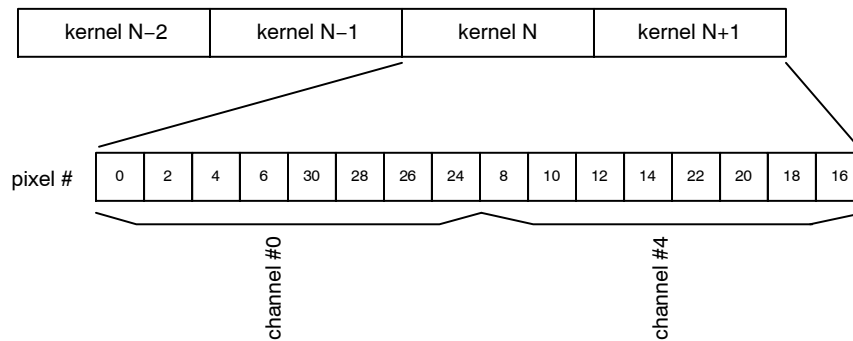 kernel N−2 kernel N−1 kernel N kernel N+1
pixel # 0 2 4 6 30 28 26 24 8 10 12 14 22 20 18 16
channel #0 channel #4